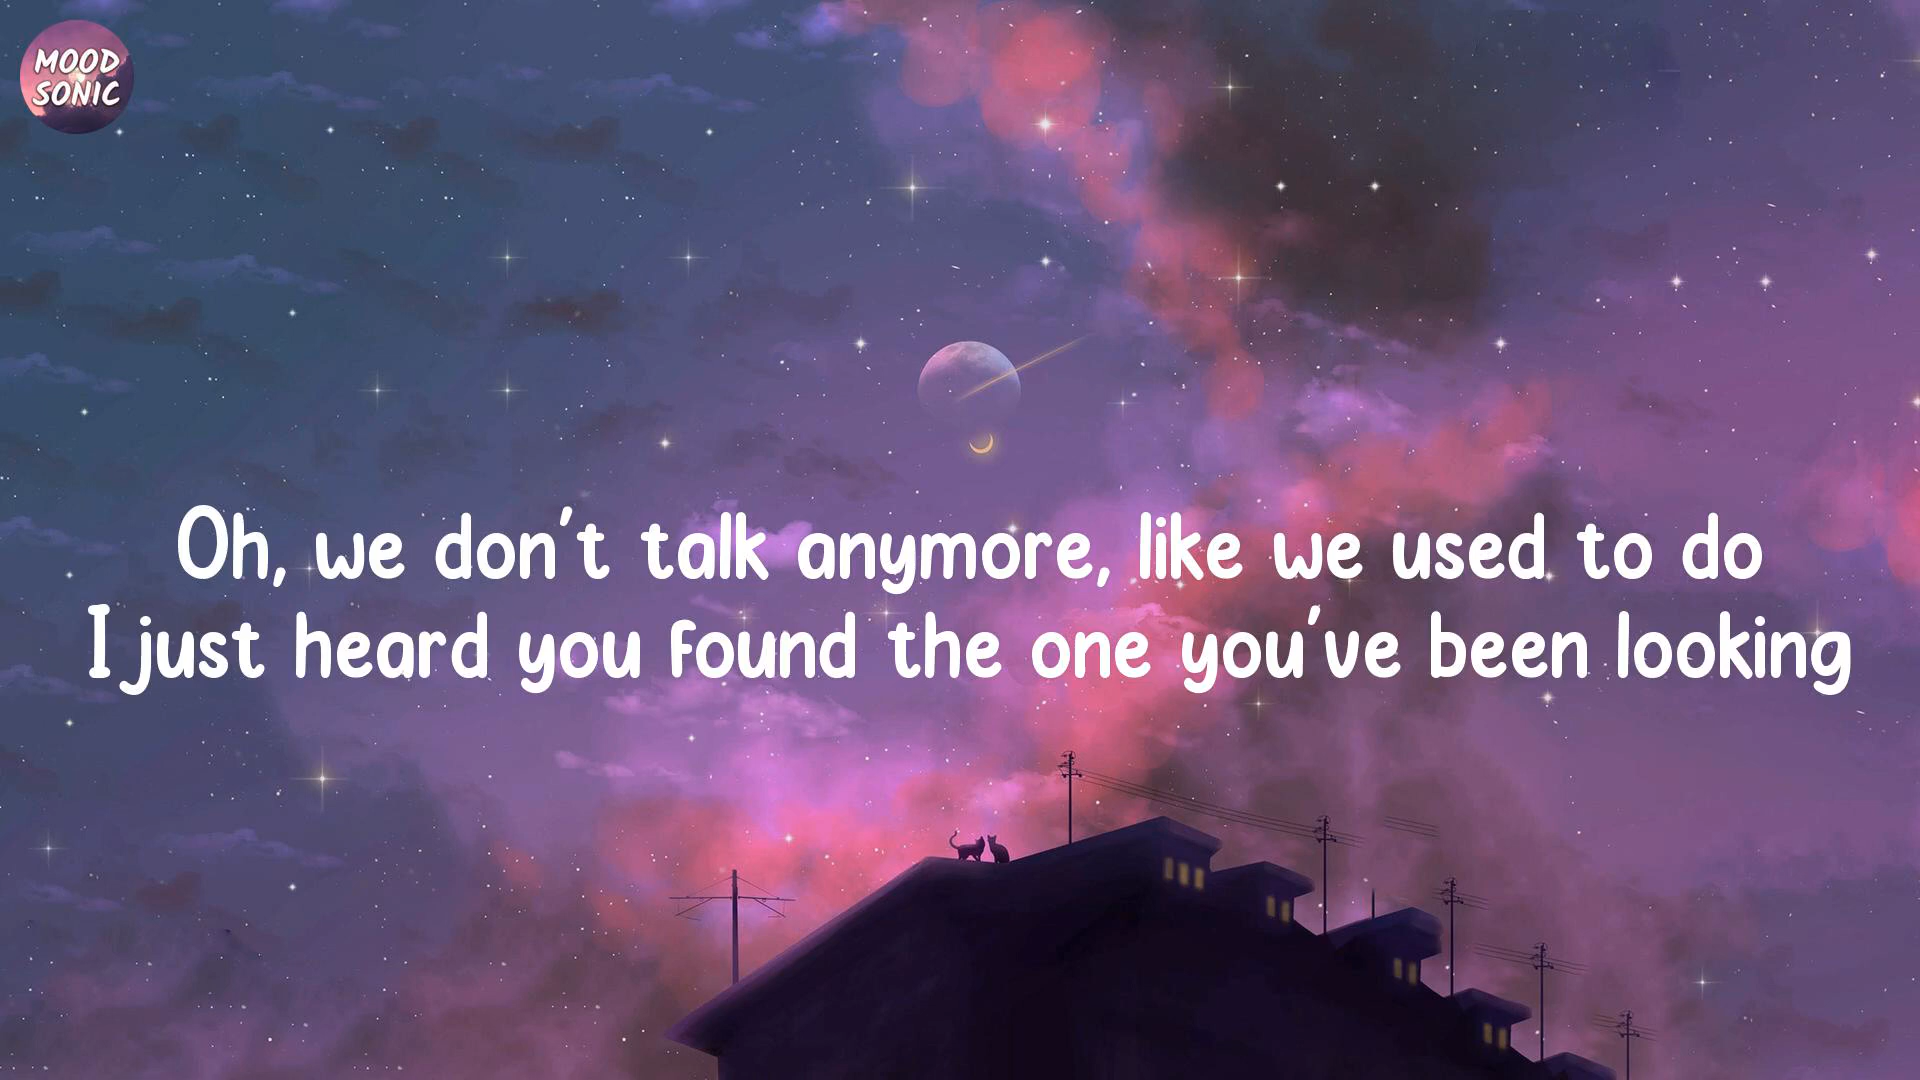 MOOD
SONIC
Oh, we don't talk anymore, like we used to do
I just heard you found the one you've been looking